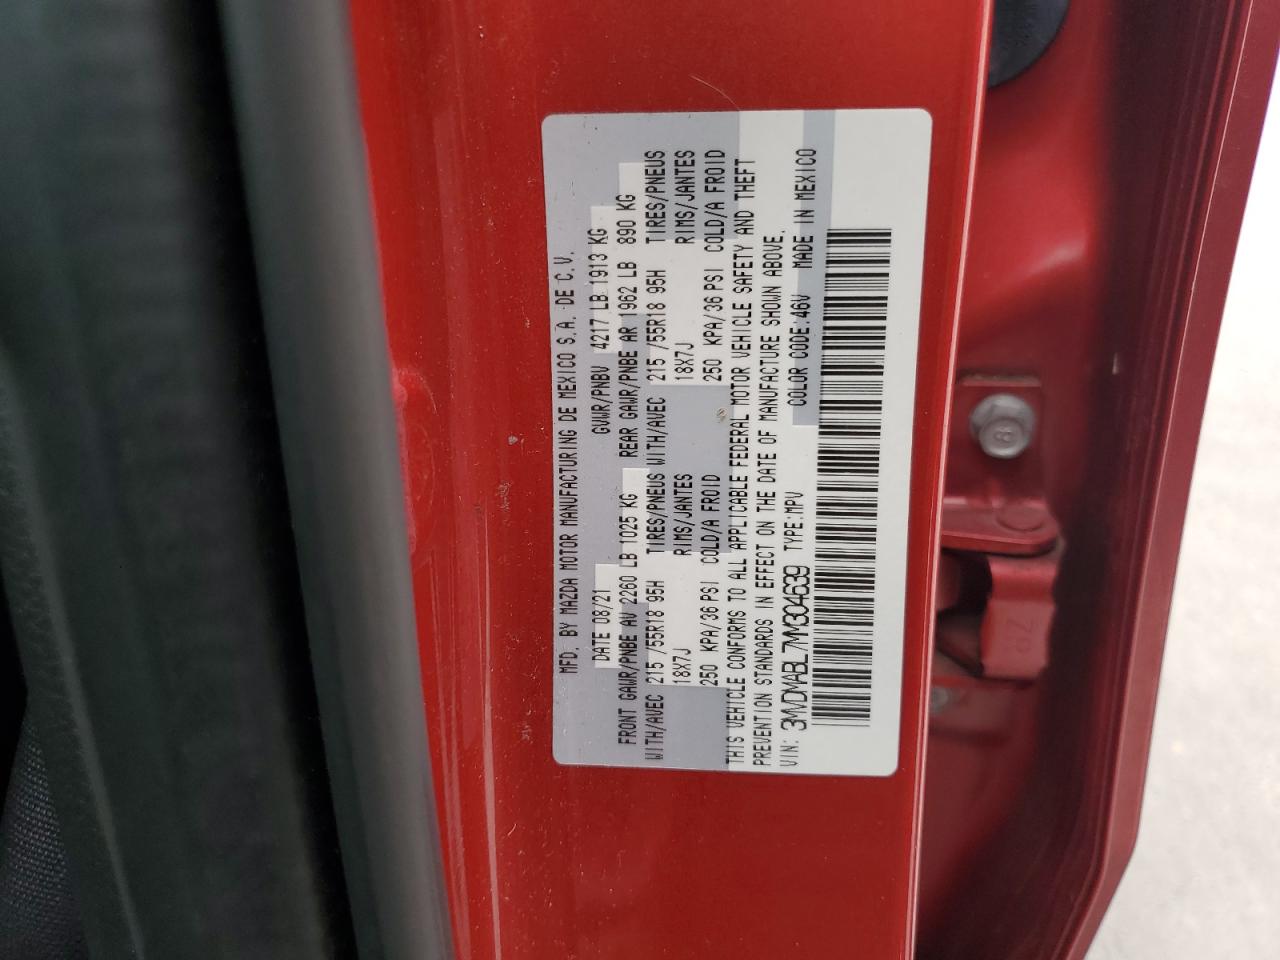 MFD. BY MAZDA MOTOR MANUFACTURING DE MEXICO S.A. DE C.V.
DATE 08/21 GVWR/PNBV 4217 LB 1913 KG
FRONT GAWR/PNBE AV 2260 LB 1025 KG REAR GAWR/PNBE AR 1962 LB 890 KG
WITH/AVEC 215 /55R18 95H TIRES/PNEUS WITH/AVEC 215 /55R18 95H TIRES/PNEUS
18X7J RIMS/JANTES 18X7J RIMS/JANTES
250 KPA/36 PSI COLD/A FROID 250 KPA/36 PSI COLD/A FROID
THIS VEHICLE CONFORMS TO ALL APPLICABLE FEDERAL MOTOR VEHICLE SAFETY AND THEFT
PREVENTION STANDARDS IN EFFECT ON THE DATE OF MANUFACTURE SHOWN ABOVE.
VIN: 3MVDMABL7MM304639 TYPE:MPV COLOR CODE:46V MADE IN MEXICO
8